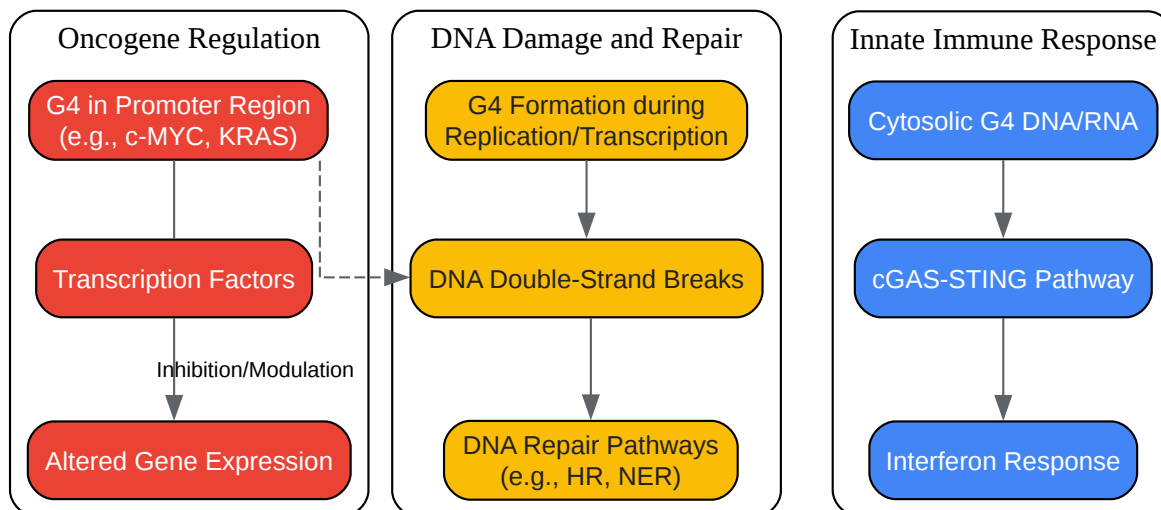 Oncogene Regulation
G4 in Promoter Region
(e.g., c-MYC, KRAS)
Transcription Factors
Inhibition/Modulation
Altered Gene Expression
DNA Damage and Repair
G4 Formation during
Replication/Transcription
DNA Double-Strand Breaks
DNA Repair Pathways
(e.g., HR, NER)
Innate Immune Response
Cytosolic G4 DNA/RNA
cGAS-STING Pathway
Interferon Response